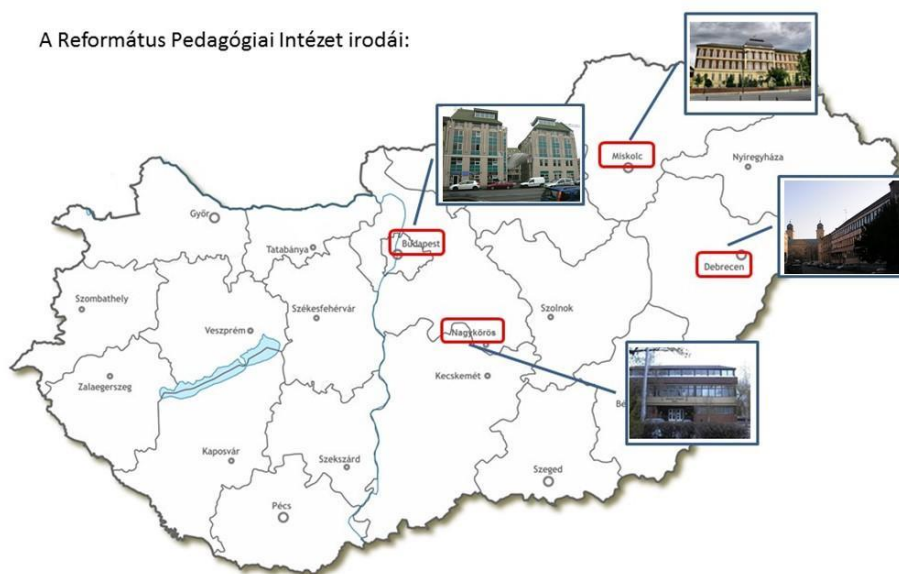 A Református Pedagógiai Intézet irodái:
Miskolc
Nyíregyháza
Győr
Budapest
Tatabánya
Debrecen
Szombathely
Székesfehérvár
Szolnok
Veszprém
Nagykőrös
Zalaegerszeg
Kecskemét
Kaposvár
Szekszárd
Szeged
Pécs